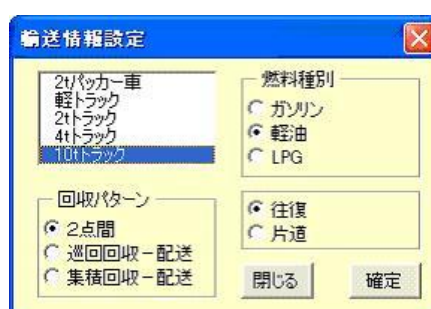 輸送情報設定
2tパッカー車
軽トラック
2tトラック
4tトラック
10tトラック
燃料種別
ガソリン
軽油
LPG
回収パターン
2点間
巡回回収－配送
集積回収－配送
往復
片道
閉じる
確定